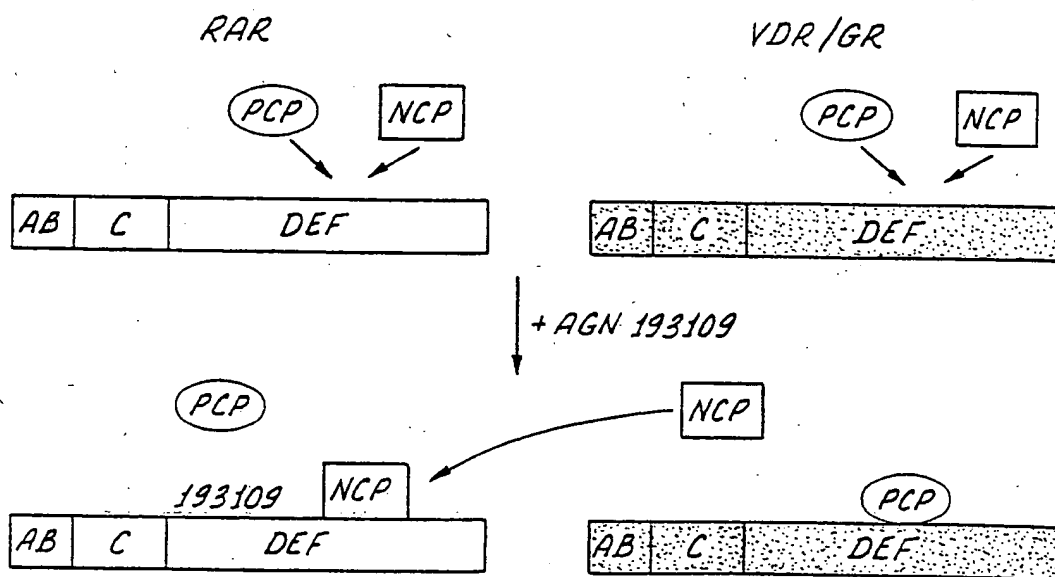 RAR
VDR/GR
PCP
NCP
PCP
NCP
AB C DEF
AB C DEF
+ AGN 193109
PCP
NCP
193109
NCP
PCP
AB C DEF
AB C DEF